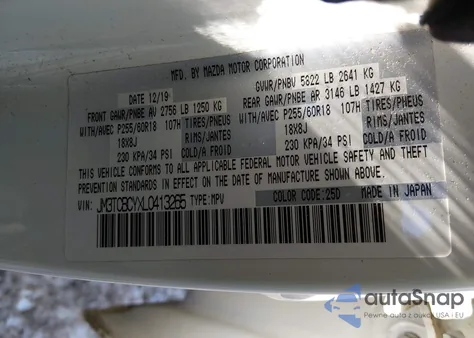 MFD. BY MAZDA MOTOR CORPORATION
DATE 12/19
GVWR/PNBV 5822 LB 2641 KG
FRONT GAWR/PNBE AV 2756 LB 1250 KG
REAR GAWR/PNBE AR 3146 LB 1427 KG
WITH/AVEC P255/60R18 107H TIRES/PNEUS
WITH/AVEC P255/60R18 107H TIRES/PNEUS
18X8J RIMS/JANTES
18X8J RIMS/JANTES
230 KPA/34 PSI COLD/A FROID
230 KPA/34 PSI COLD/A FROID
THIS VEHICLE CONFORMS TO ALL APPLICABLE FEDERAL MOTOR VEHICLE SAFETY AND THEFT
PREVENTION STANDARDS IN EFFECT ON THE DATE OF MANUFACTURE SHOWN ABOVE.
VIN: JM3TCBCYXL0413265 TYPE:MPV
COLOR CODE:25D
MADE IN JAPAN
autoSnap
Pewne auto z aukcji USA i EU